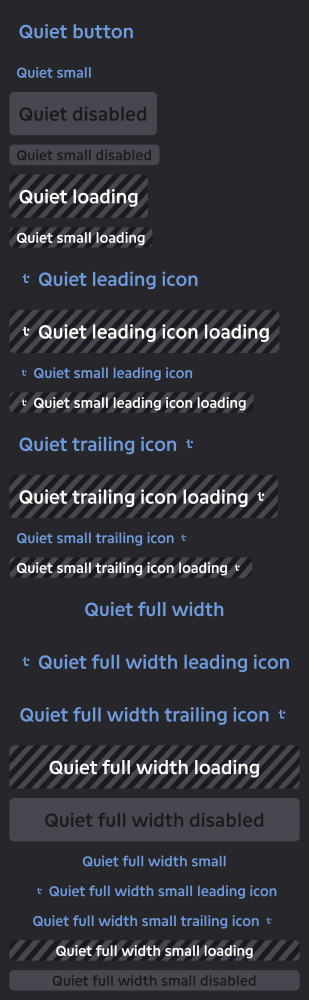 Quiet button
Quiet small
Quiet disabled
Quiet small disabled
Quiet loading
Quiet small loading
Quiet leading icon
Quiet leading icon loading
Quiet small leading icon
Quiet small leading icon loading
Quiet trailing icon
Quiet trailing icon loading
Quiet small trailing icon
Quiet small trailing icon loading
Quiet full width
Quiet full width leading icon
Quiet full width trailing icon
Quiet full width loading
Quiet full width disabled
Quiet full width small
Quiet full width small leading icon
Quiet full width small trailing icon
Quiet full width small loading
Quiet full width small disabled